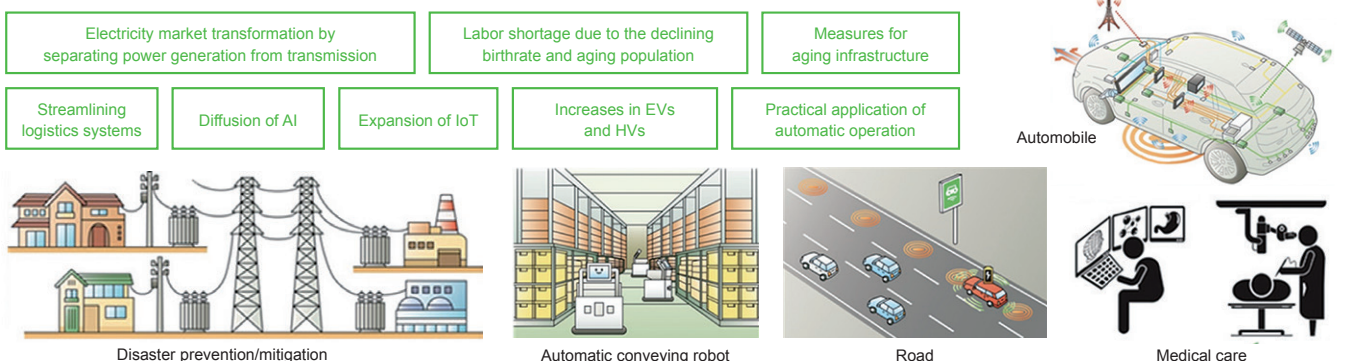 Electricity market transformation by
separating power generation from transmission
Labor shortage due to the declining
birthrate and aging population
Measures for
aging infrastructure
Streamlining
logistics systems
Diffusion of AI
Expansion of IoT
Increases in EVs
and HVs
Practical application of
automatic operation
Automobile
Disaster prevention/mitigation
Automatic conveying robot
Road
Medical care